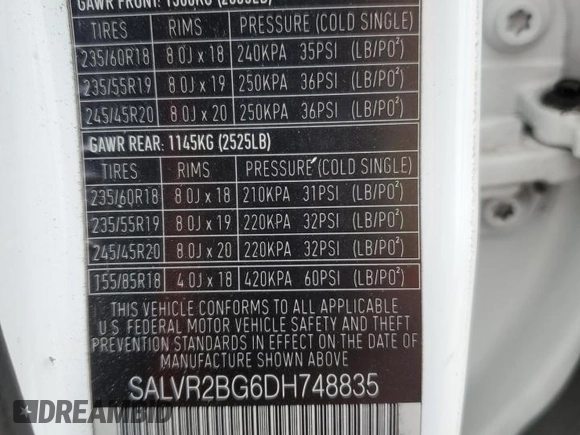 TIRES RIMS PRESSURE (COLD SINGLE)
235/60R18 8.0J x 18 240KPA 35PSI (LB/PO²)
235/55R19 8.0J x 19 250KPA 36PSI (LB/PO²)
245/45R20 8.0J x 20 250KPA 36PSI (LB/PO²)
GAWR REAR: 1145KG (2525LB)
TIRES RIMS PRESSURE (COLD SINGLE)
235/60R18 8.0J x 18 210KPA 31PSI (LB/PO²)
235/55R19 8.0J x 19 220KPA 32PSI (LB/PO²)
245/45R20 8.0J x 20 220KPA 32PSI (LB/PO²)
155/85R18 4.0J x 18 420KPA 60PSI (LB/PO²)
THIS VEHICLE CONFORMS TO ALL APPLICABLE
U.S. FEDERAL MOTOR VEHICLE SAFETY AND THEFT
PREVENTION STANDARDS IN EFFECT ON THE DATE OF
MANUFACTURE SHOWN ABOVE
SALVR2BG6DH748835
DREAMBID